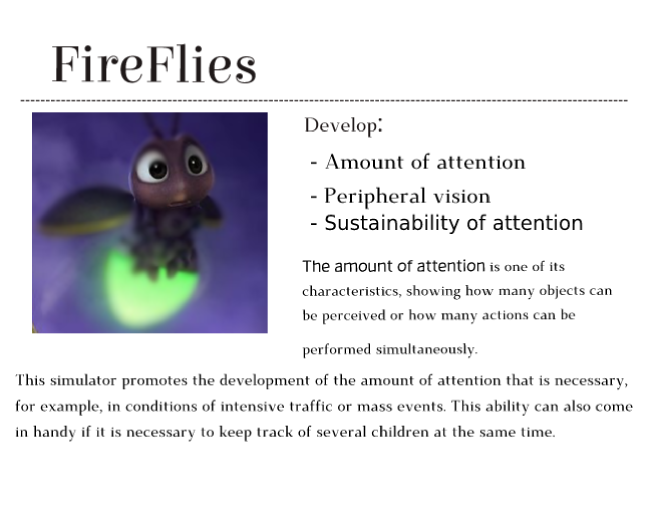 FireFlies
Develop:
- Amount of attention
- Peripheral vision
- Sustainability of attention
The amount of attention is one of its
characteristics, showing how many objects can
be perceived or how many actions can be
performed simultaneously.
This simulator promotes the development of the amount of attention that is necessary,
for example, in conditions of intensive traffic or mass events. This ability can also come
in handy if it is necessary to keep track of several children at the same time.